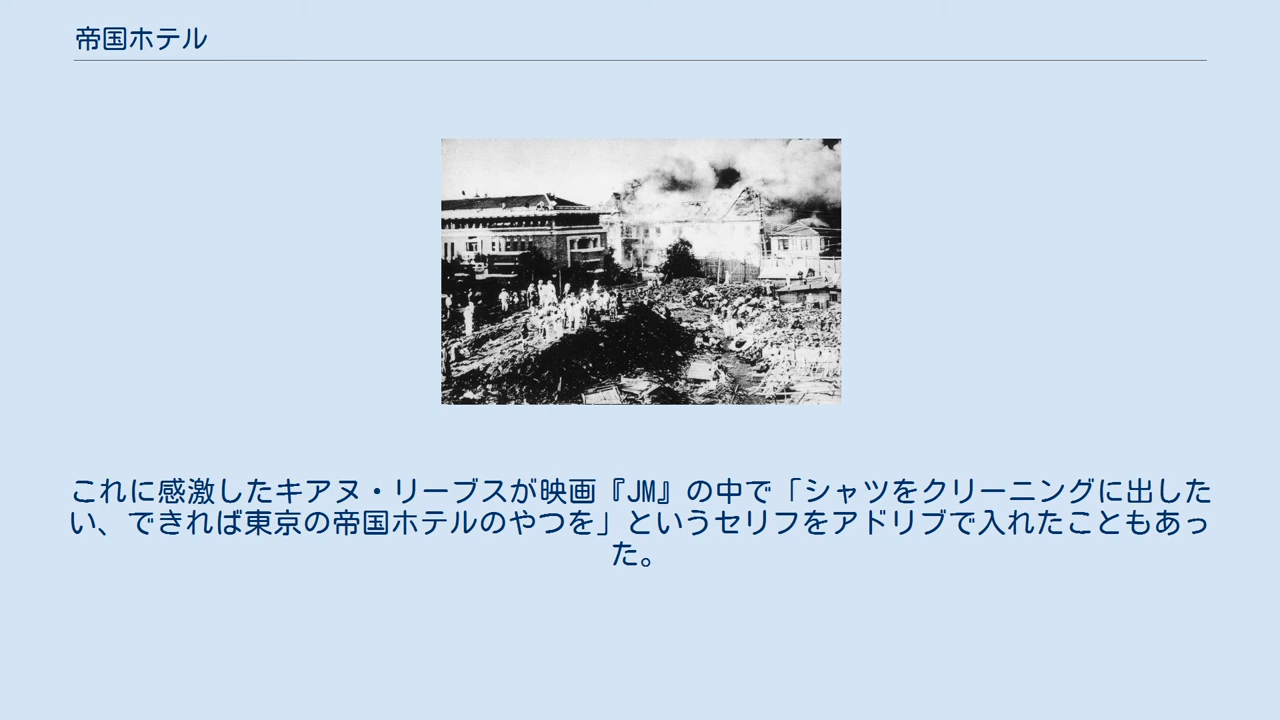 帝国ホテル
これに感激したキアヌ・リーブスが映画『JM』の中で「シャツをクリーニングに出した
い、できれば東京の帝国ホテルのやつを」というセリフをアドリブで入れたこともあっ
た。